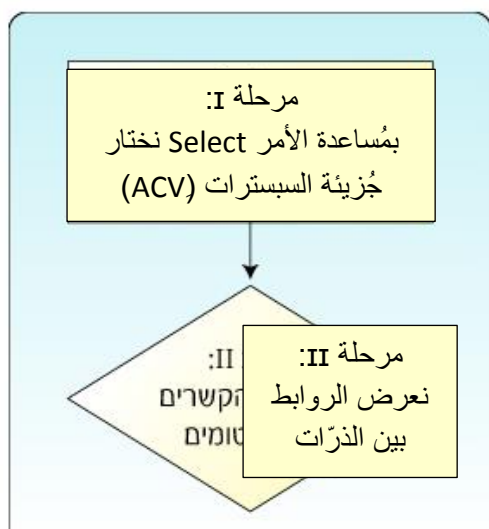 مرحلة I:
بمُساعدة الأمر Select نختار
جُزيئة السبسترات (ACV)
مرحلة II:
نعرض الروابط
بين الذرّات
II:
הקשרים
טומים